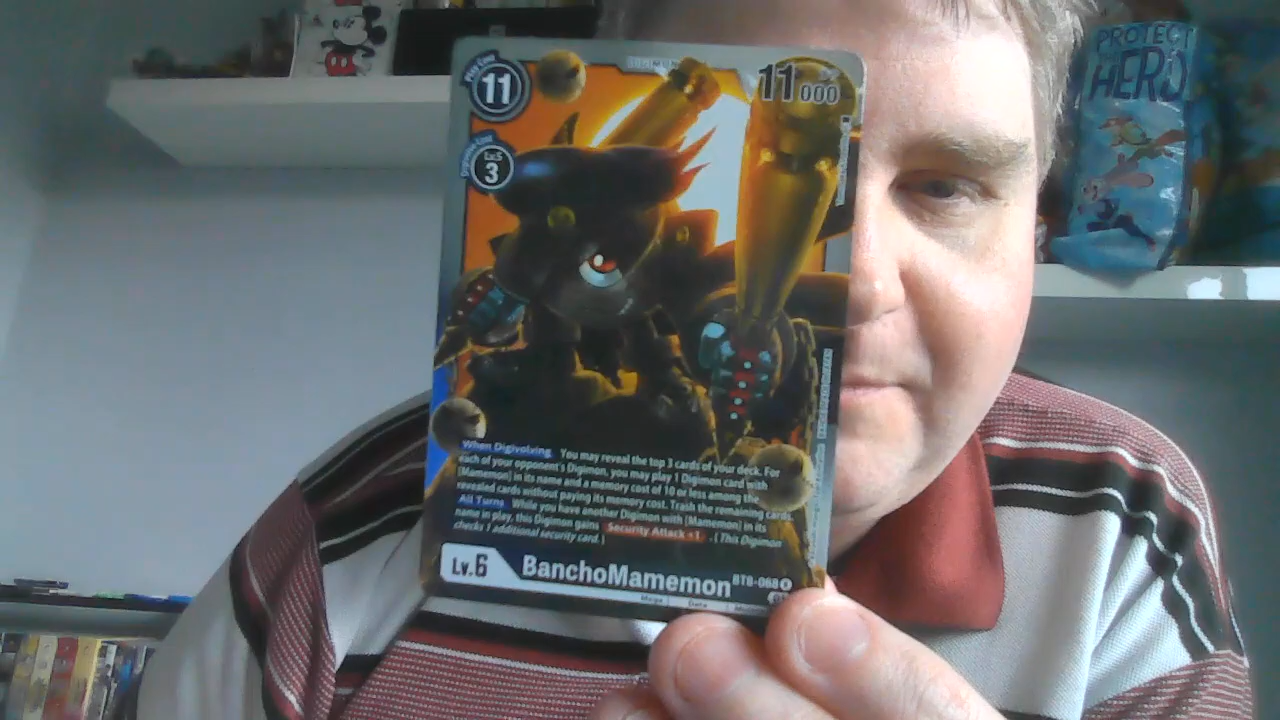 PROTECT
HERO
DIGIMON
Play Cost
11
11000
Lv.5
3
When Digivolving You may reveal the top 3 cards of your deck. For
each of your opponent's Digimon, you may play 1 Digimon card with
[Mamemon] in its name and a memory cost of 10 or less among the
revealed cards without paying its memory cost. Trash the remaining cards.
All Turns While you have another Digimon with [Mamemon] in its
name in play, this Digimon gains Security Attack +1. (This Digimon
checks 1 additional security card.)
Lv.6
BanchoMamemon
BT8-068 R
Mega Data